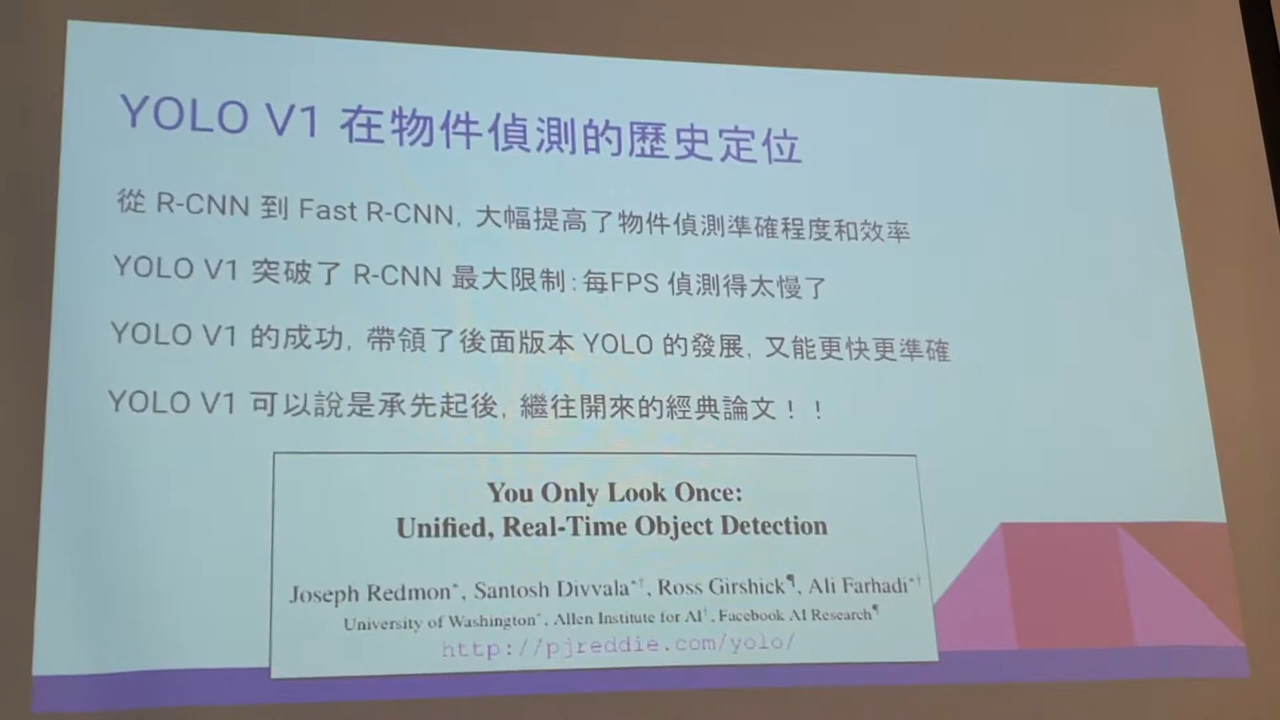 YOLO V1 在物件偵測的歷史定位
從 R-CNN 到 Fast R-CNN, 大幅提高了物件偵測準確程度和效率
YOLO V1 突破了 R-CNN 最大限制:每FPS 偵測得太慢了
YOLO V1 的成功, 帶領了後面版本 YOLO 的發展, 又能更快更準確
YOLO V1 可以說是承先起後, 繼往開來的經典論文!!
You Only Look Once:
Unified, Real-Time Object Detection
Joseph Redmon*, Santosh Divvala*†, Ross Girshick¶, Ali Farhadi*†
University of Washington*, Allen Institute for AI†, Facebook AI Research¶
http://pjreddie.com/yolo/